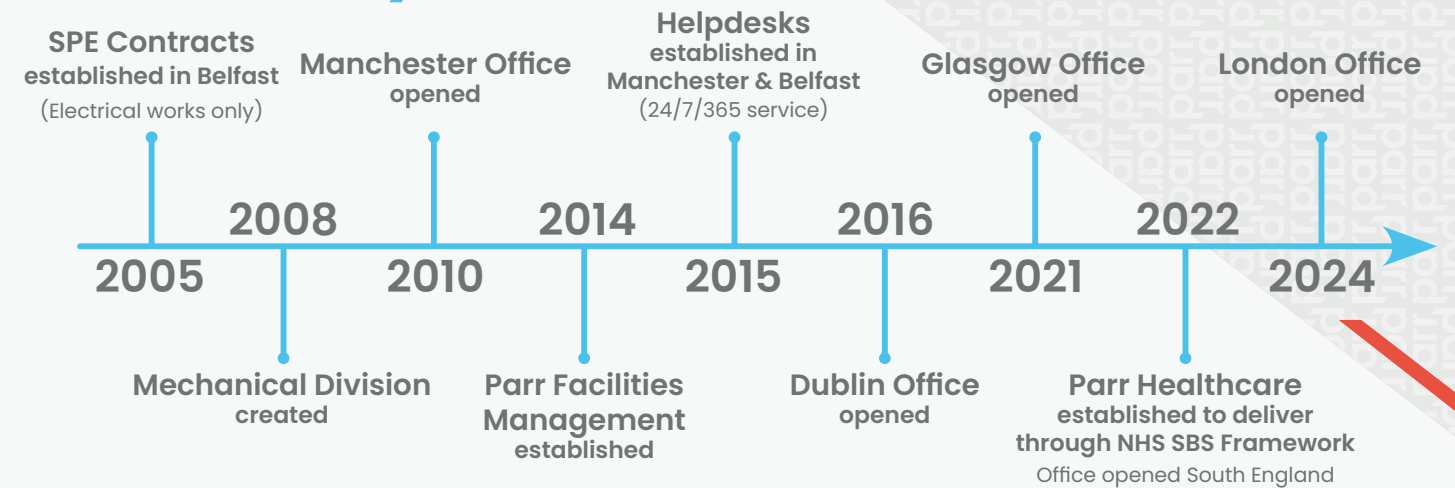 SPE Contracts
established in Belfast
(Electrical works only)
2005
2008
Mechanical Division
created
Manchester Office
opened
2010
2014
Parr Facilities
Management
established
Helpdesks
established in
Manchester & Belfast
(24/7/365 service)
2015
2016
Dublin Office
opened
Glasgow Office
opened
2021
2022
Parr Healthcare
established to deliver
through NHS SBS Framework
Office opened South England
London Office
opened
2024